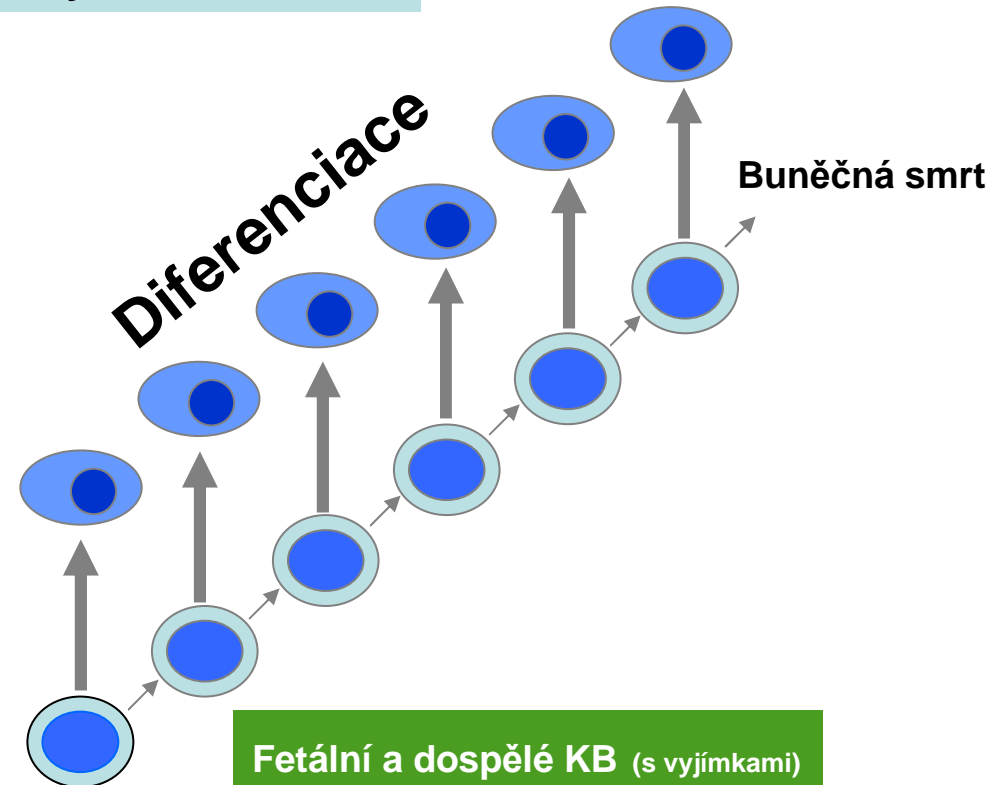 Diferenciace
Buněčná smrt
Fetální a dospělé KB (s vyjímkami)